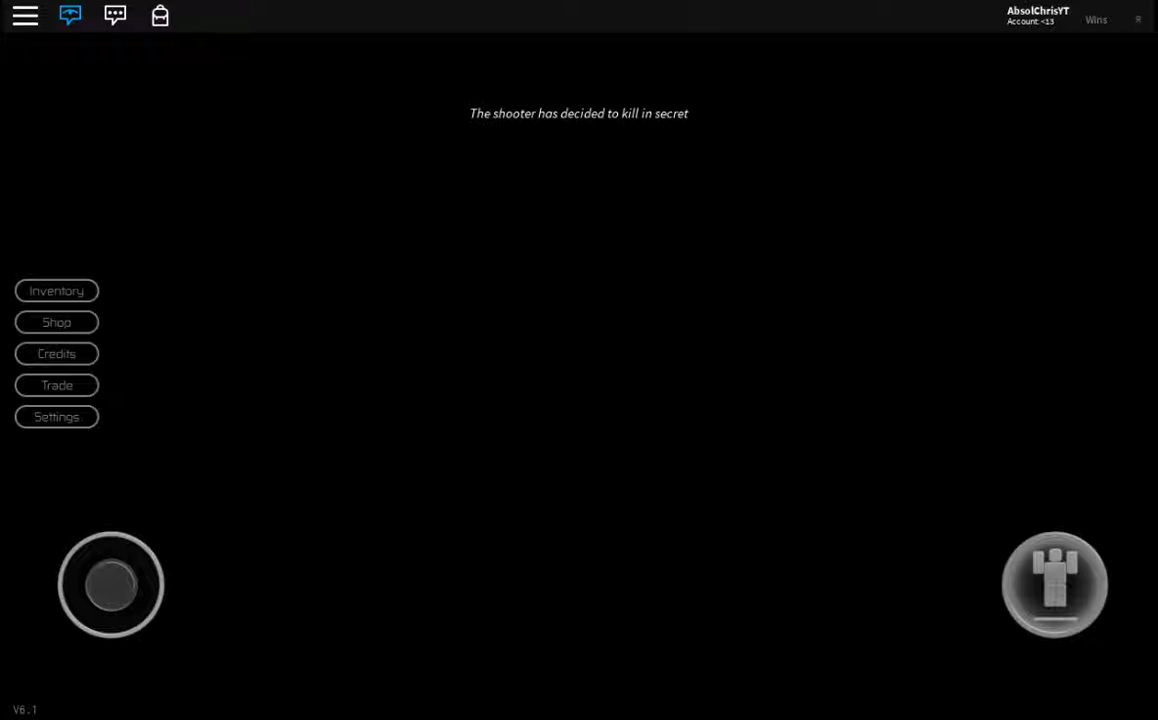 AbsolChrisYT
Account: <13
Wins
R
The shooter has decided to kill in secret
Inventory
Shop
Credits
Trade
Settings
V6.1